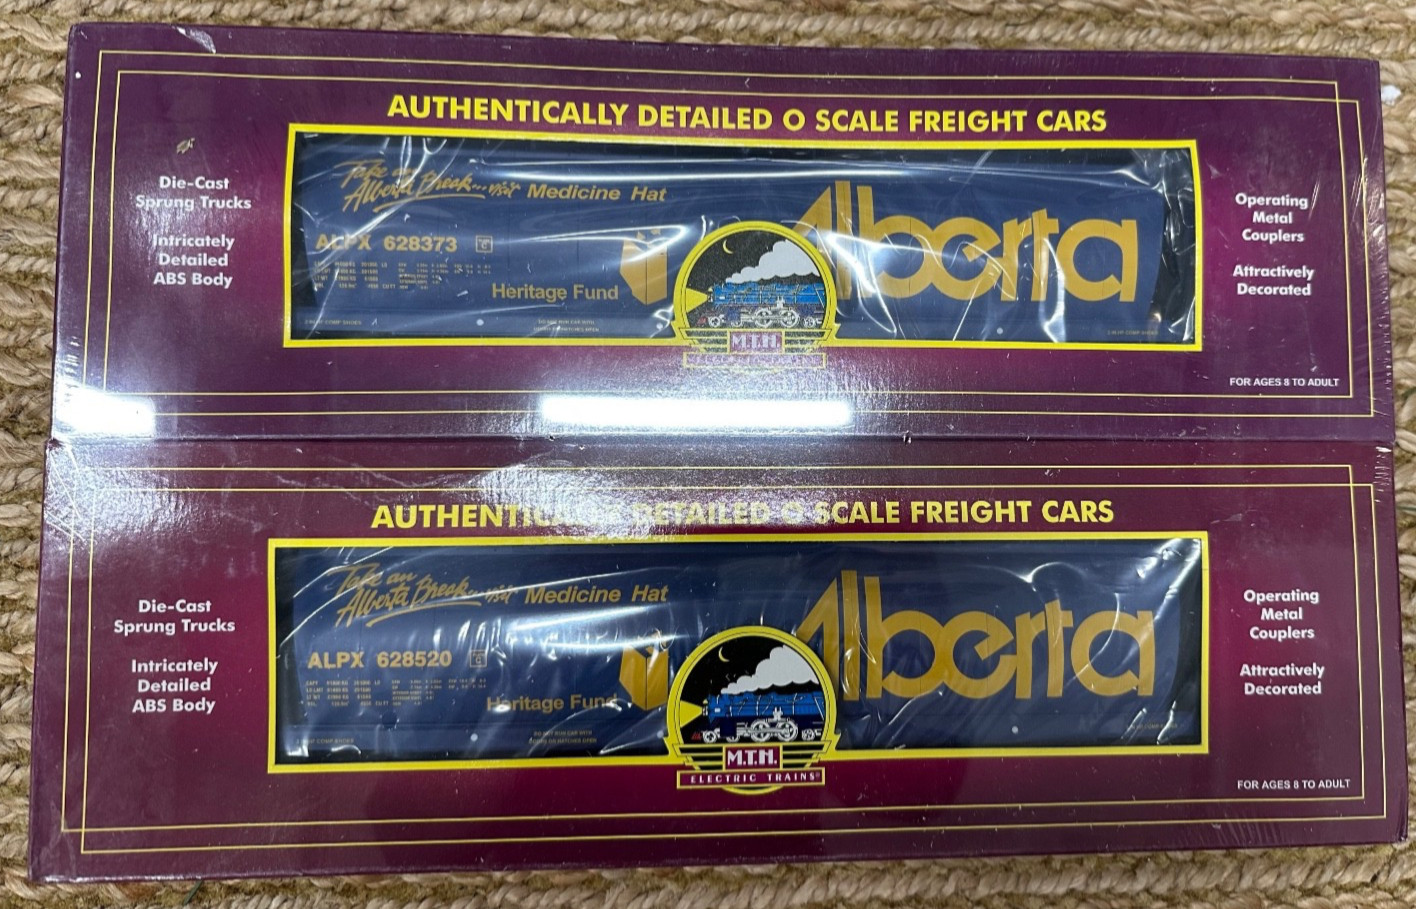 AUTHENTICALLY DETAILED O SCALE FREIGHT CARS
Die-Cast
Sprung Trucks
Intricately
Detailed
ABS Body
Take an
Alberta Break... visit Medicine Hat
ALPX 628373
C
Heritage Fund
Alberta
M.T.H.
ELECTRIC TRAINS
Operating
Metal
Couplers
Attractively
Decorated
FOR AGES 8 TO ADULT
AUTHENTICALLY DETAILED O SCALE FREIGHT CARS
Die-Cast
Sprung Trucks
Intricately
Detailed
ABS Body
Take an
Alberta Break... visit Medicine Hat
ALPX 628520
C
Heritage Fund
Alberta
M.T.H.
ELECTRIC TRAINS®
Operating
Metal
Couplers
Attractively
Decorated
FOR AGES 8 TO ADULT